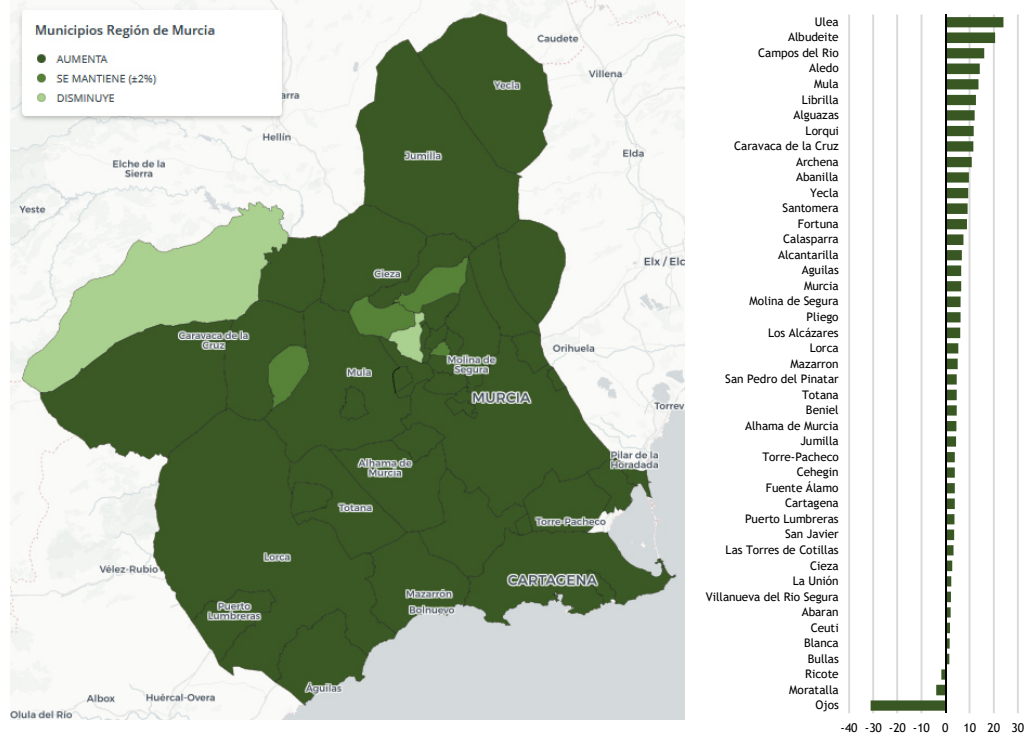 Municipios Región de Murcia
AUMENTA
SE MANTIENE (±2%)
DISMINUYE
Caudete
Villena
Yecla
arra
Hellín
Elda
Jumilla
Elche de la
Sierra
Yeste
Elx / Elc
Cieza
Caravaca de la
Cruz
Orihuela
Mula
Molina de
Segura
MURCIA
Torrev
Pilar de la
Horadada
Alhama de
Murcia
Totana
Torre-Pacheco
Lorca
Vélez-Rubio
CARTAGENA
Mazarrón
Bolnuevo
Puerto
Lumbreras
Águilas
Albox
Huércal-Overa
Olula del Río
Ulea
Albudeite
Campos del Rio
Aledo
Mula
Librilla
Alguazas
Lorqui
Caravaca de la Cruz
Archena
Abanilla
Yecla
Santomera
Fortuna
Calasparra
Alcantarilla
Aguilas
Murcia
Molina de Segura
Pliego
Los Alcázares
Lorca
Mazarron
San Pedro del Pinatar
Totana
Beniel
Alhama de Murcia
Jumilla
Torre-Pacheco
Cehegin
Fuente Álamo
Cartagena
Puerto Lumbreras
San Javier
Las Torres de Cotillas
Cieza
La Unión
Villanueva del Rio Segura
Abaran
Ceuti
Blanca
Bullas
Ricote
Moratalla
Ojos
-40 -30 -20 -10 0 10 20 30